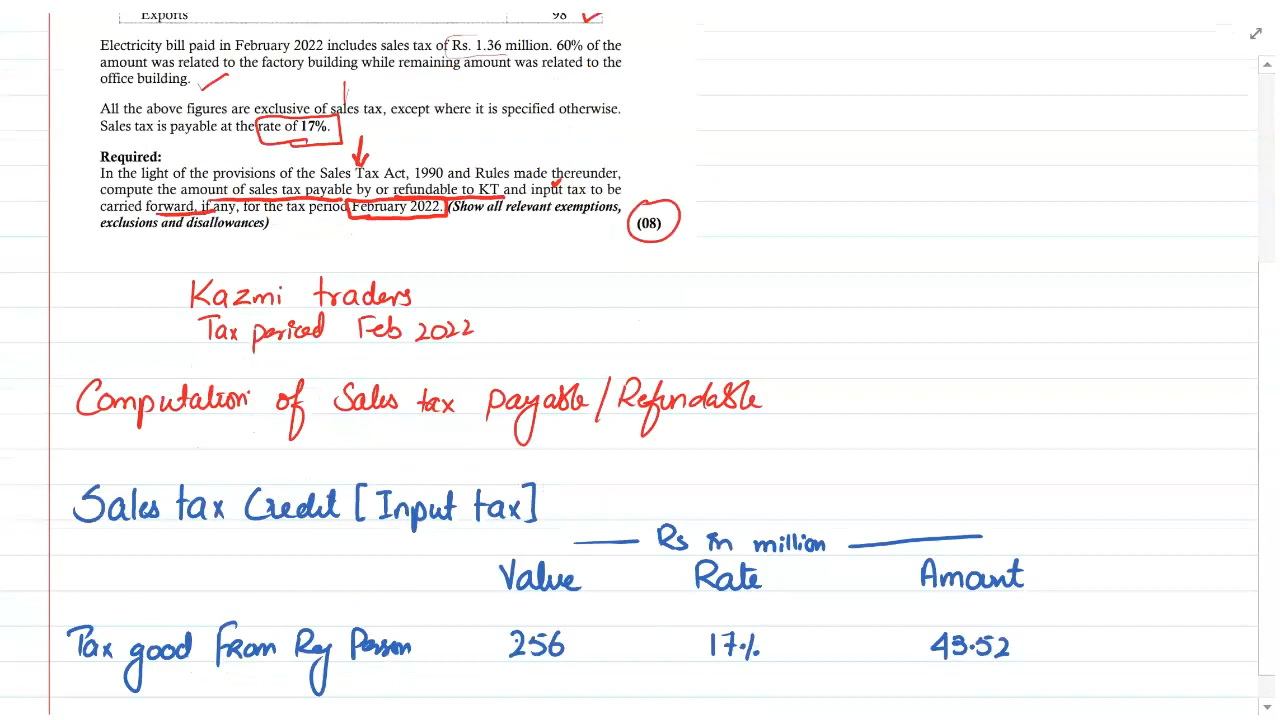 Exports 98
Electricity bill paid in February 2022 includes sales tax of Rs. 1.36 million. 60% of the
amount was related to the factory building while remaining amount was related to the
office building.
All the above figures are exclusive of sales tax, except where it is specified otherwise.
Sales tax is payable at the rate of 17%.
Required:
In the light of the provisions of the Sales Tax Act, 1990 and Rules made thereunder,
compute the amount of sales tax payable by or refundable to KT and input tax to be
carried forward, if any, for the tax period February 2022. (Show all relevant exemptions,
exclusions and disallowances) (08)
Kazmi traders
Tax period Feb 2022
Computation of Sales tax payable/Refundable
Sales tax Credit [Input tax]
Rs in million
Value Rate Amount
Tax good from Reg Person 256 17% 43.52